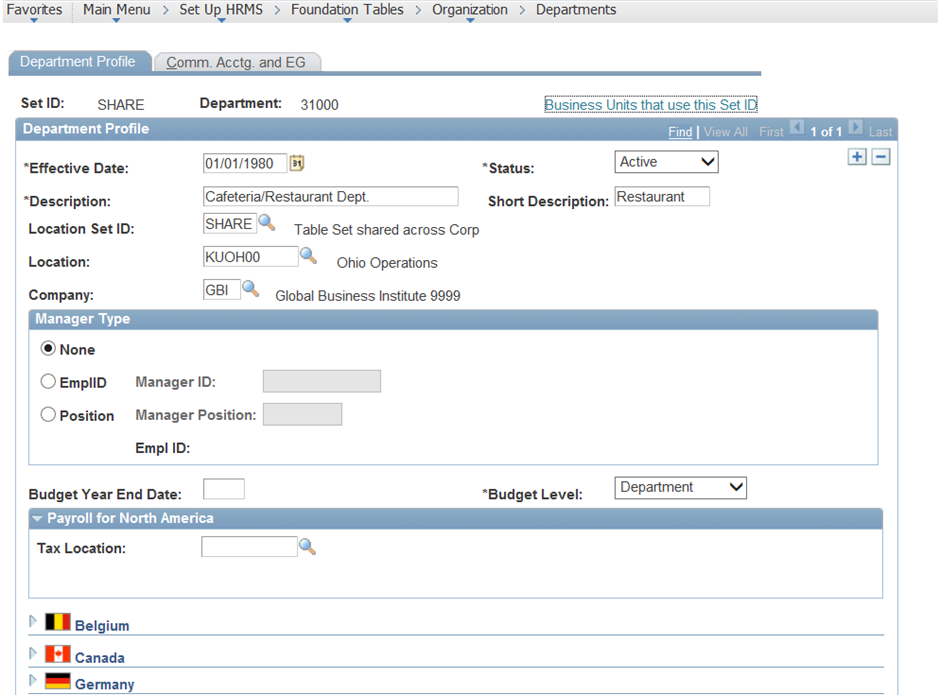 Favorites Main Menu > Set Up HRMS > Foundation Tables > Organization > Departments
Department Profile Comm. Acctg. and EG
Set ID: SHARE Department: 31000 Business Units that use this Set ID
Department Profile Find | View All First 1 of 1 Last
*Effective Date: 01/01/1980 31 *Status: Active
*Description: Cafeteria/Restaurant Dept. Short Description: Restaurant
Location Set ID: SHARE Table Set shared across Corp
Location: KUOH00 Ohio Operations
Company: GBI Global Business Institute 9999
Manager Type
None
EmplID Manager ID:
Position Manager Position:
Empl ID:
Budget Year End Date: *Budget Level: Department
Payroll for North America
Tax Location:
Belgium
Canada
Germany